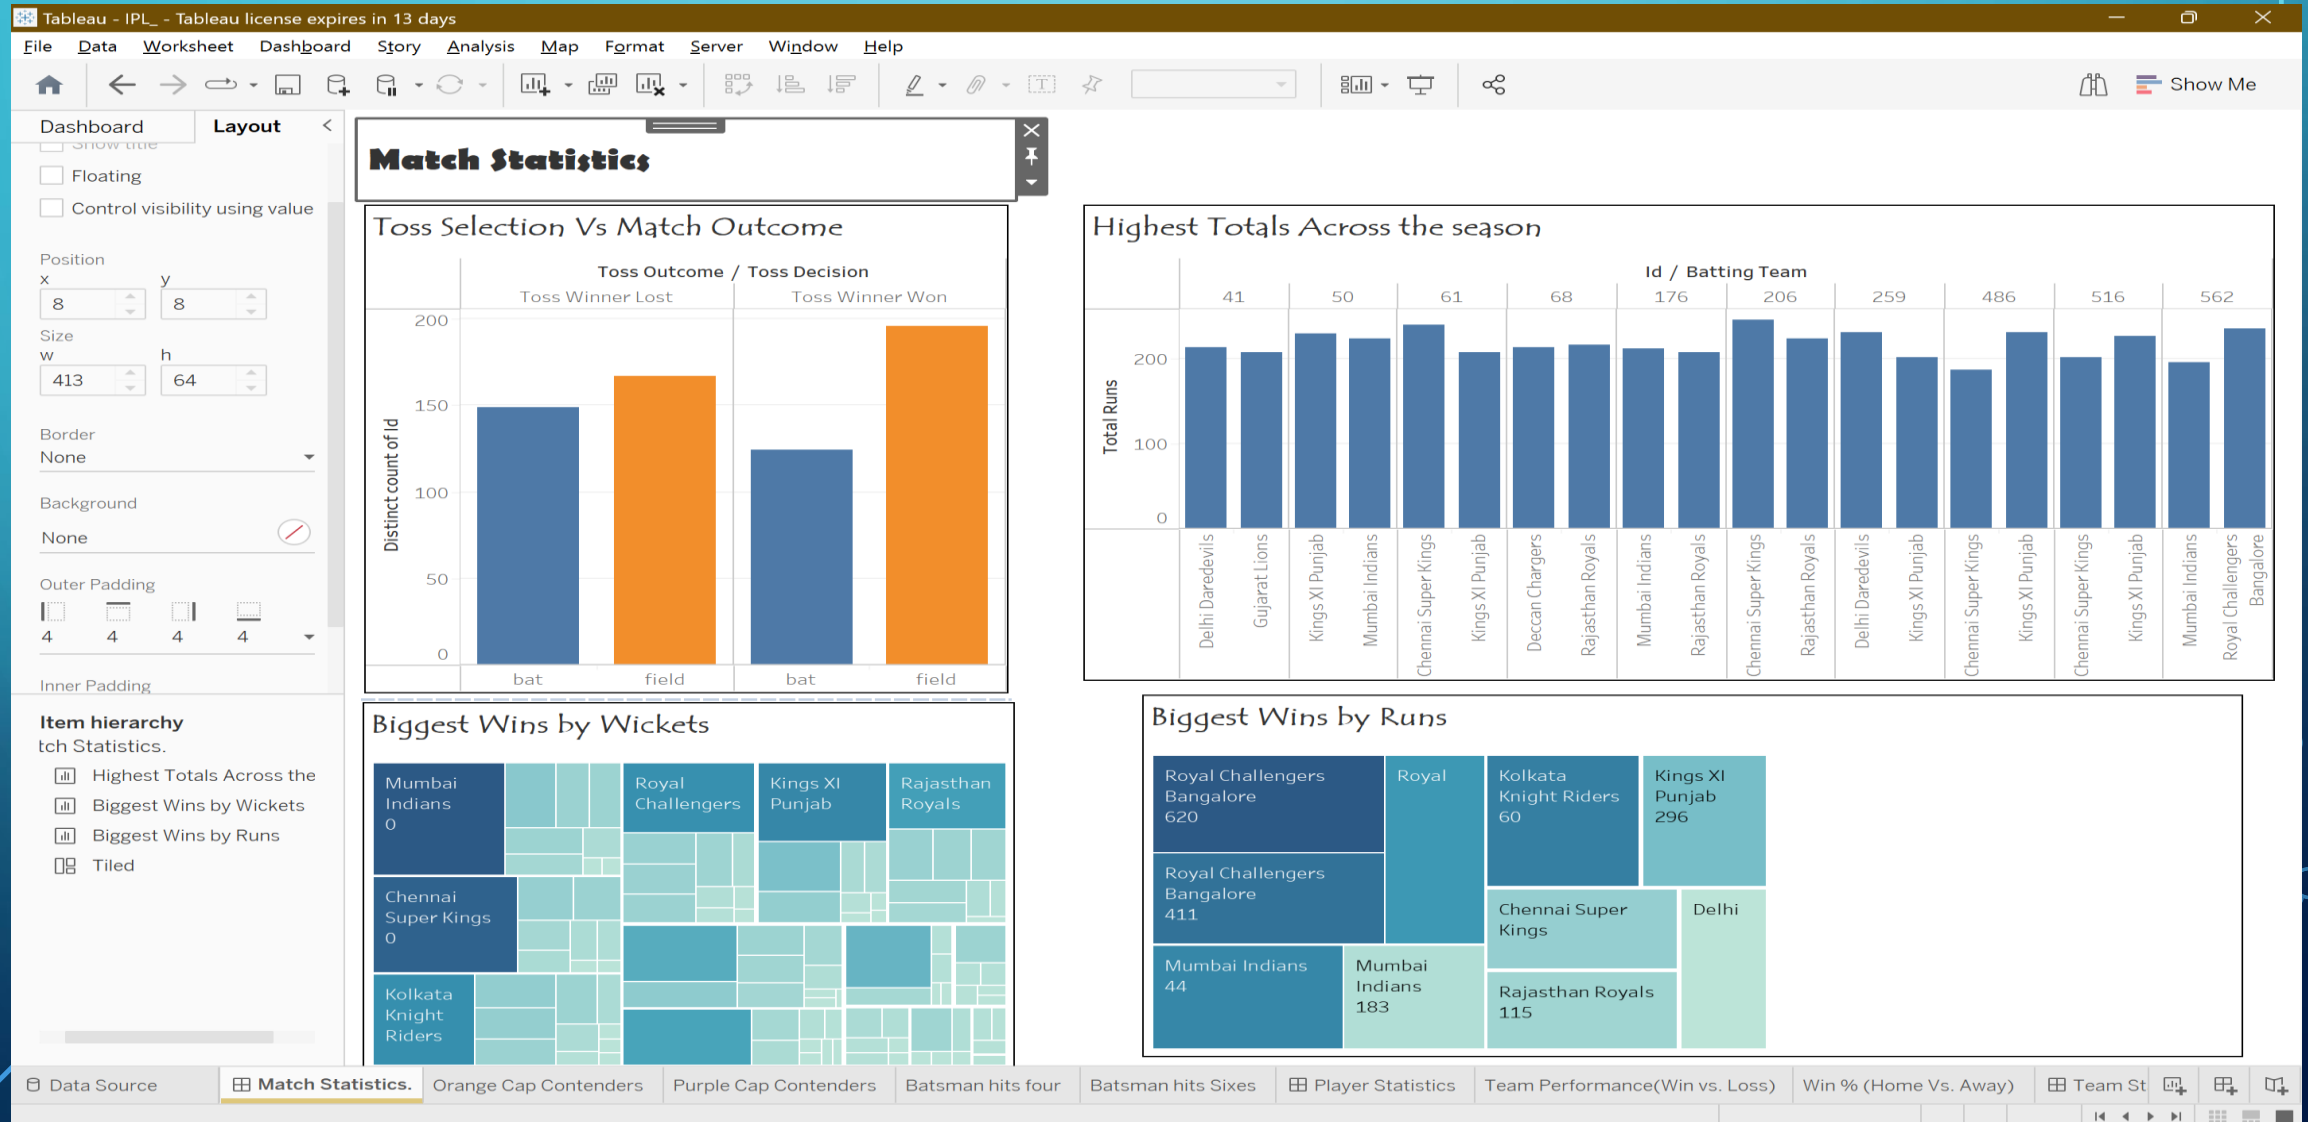 Tableau - IPL_ - Tableau license expires in 13 days
File Data Worksheet Dashboard Story Analysis Map Format Server Window Help
Show Me
Dashboard Layout
Show title
Floating
Control visibility using value
Position
x y
8 8
Size
w h
413 64
Border
None
Background
None
Outer Padding
4 4 4 4
Inner Padding
Item hierarchy
tch Statistics.
Highest Totals Across the
Biggest Wins by Wickets
Biggest Wins by Runs
Tiled
Match Statistics
Toss Selection Vs Match Outcome
Toss Outcome / Toss Decision
Toss Winner Lost Toss Winner Won
Distinct count of Id
200
150
100
50
0
bat field bat field
Highest Totals Across the season
Id / Batting Team
41 50 61 68 176 206 259 486 516 562
Total Runs
200
100
0
Delhi Daredevils
Gujarat Lions
Kings XI Punjab
Mumbai Indians
Chennai Super Kings
Kings XI Punjab
Deccan Chargers
Rajasthan Royals
Mumbai Indians
Rajasthan Royals
Chennai Super Kings
Rajasthan Royals
Delhi Daredevils
Kings XI Punjab
Chennai Super Kings
Kings XI Punjab
Chennai Super Kings
Kings XI Punjab
Mumbai Indians
Royal Challengers
Bangalore
Biggest Wins by Wickets
Mumbai
Indians
0
Royal
Challengers
Kings XI
Punjab
Rajasthan
Royals
Chennai
Super Kings
0
Kolkata
Knight
Riders
Biggest Wins by Runs
Royal Challengers
Bangalore
620
Royal
Kolkata
Knight Riders
60
Kings XI
Punjab
296
Royal Challengers
Bangalore
411
Chennai Super
Kings
Delhi
Mumbai Indians
44
Mumbai
Indians
183
Rajasthan Royals
115
Data Source Match Statistics. Orange Cap Contenders Purple Cap Contenders Batsman hits four Batsman hits Sixes Player Statistics Team Performance(Win vs. Loss) Win % (Home Vs. Away) Team St